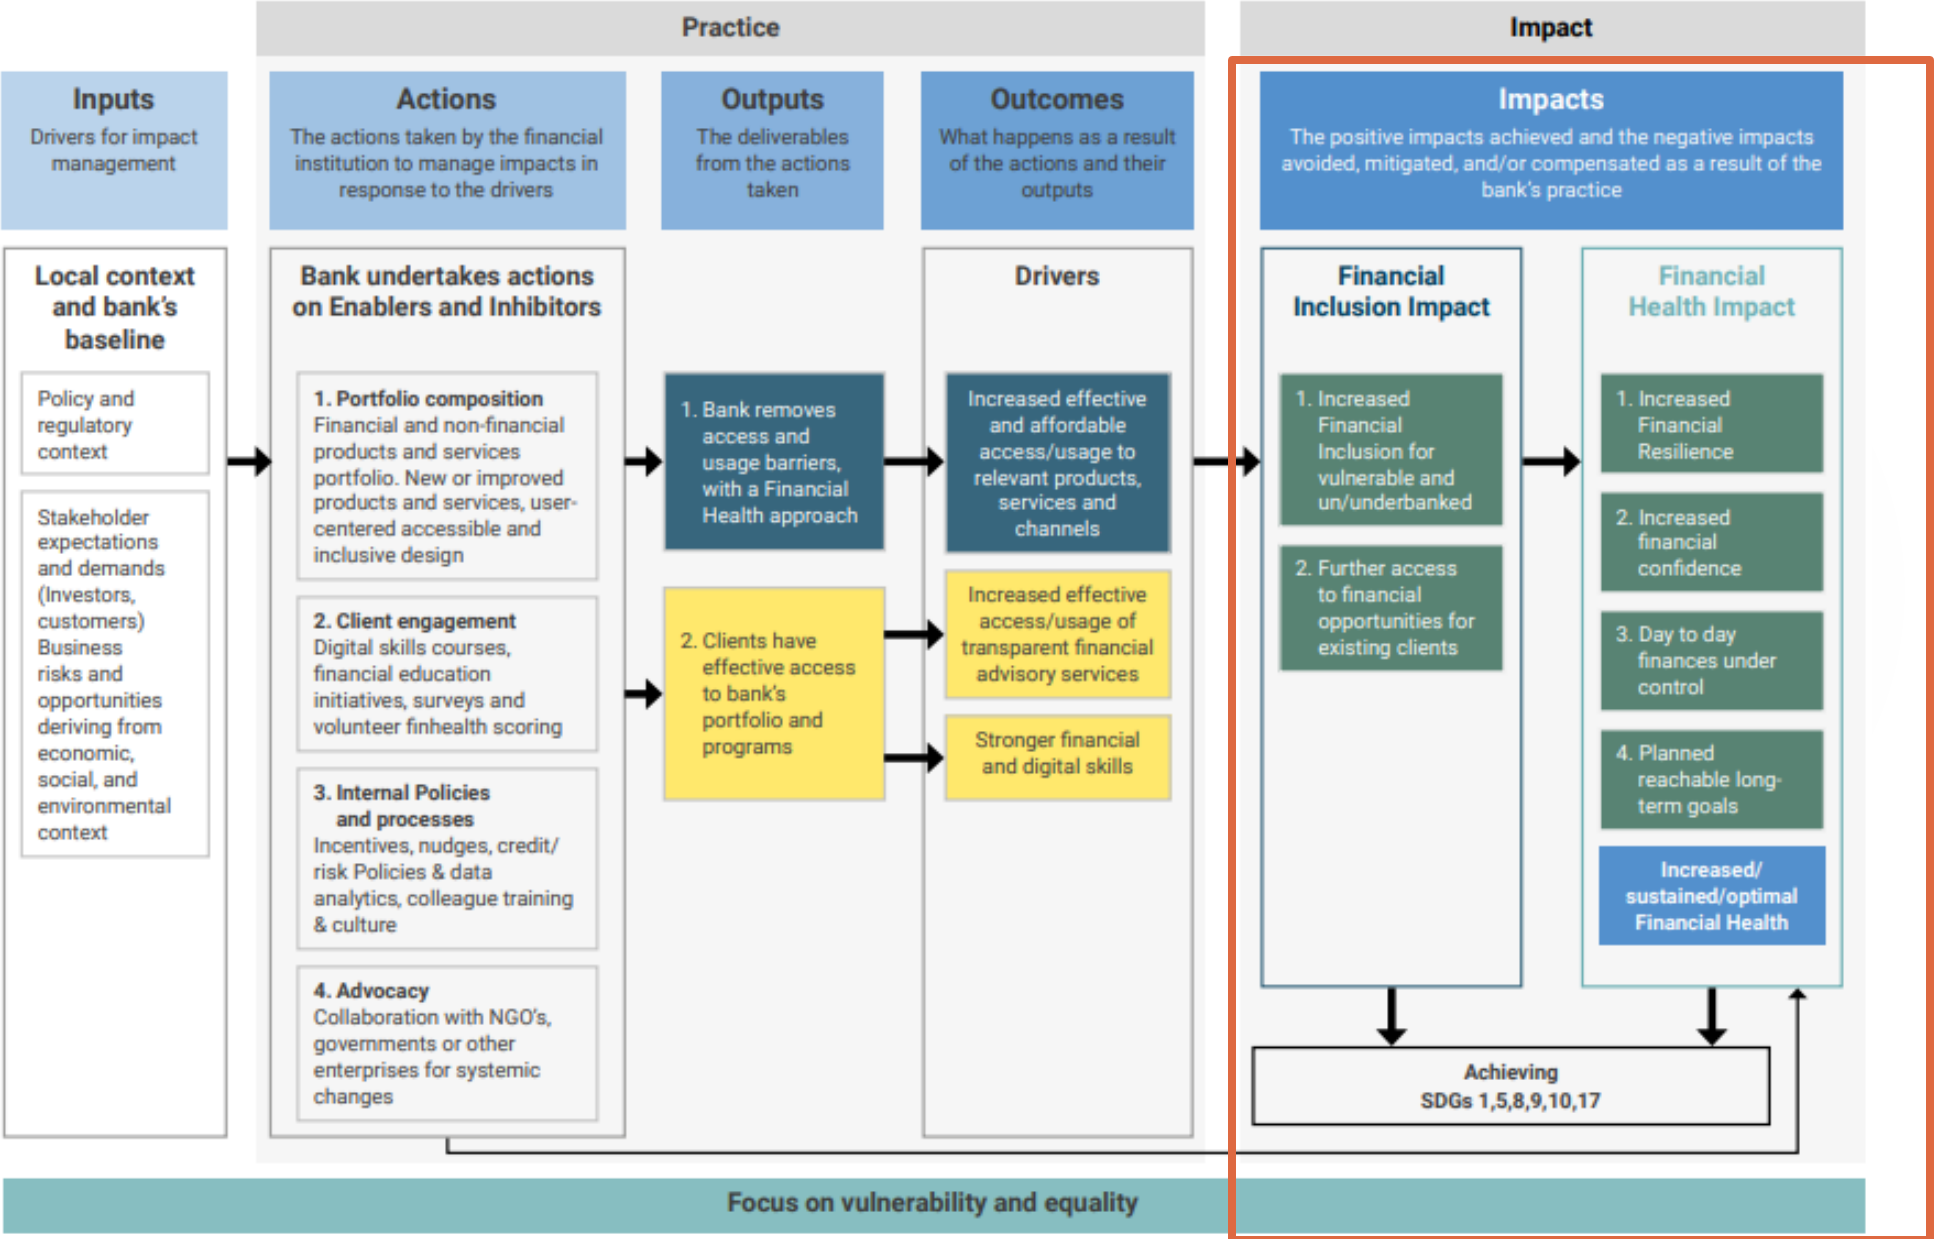 Practice
Impact
Inputs
Drivers for impact
management
Actions
The actions taken by the financial
institution to manage impacts in
response to the drivers
Outputs
The deliverables
from the actions
taken
Outcomes
What happens as a result
of the actions and their
outputs
Impacts
The positive impacts achieved and the negative impacts
avoided, mitigated, and/or compensated as a result of the
bank's practice
Local context
and bank's
baseline
Policy and
regulatory
context
Stakeholder
expectations
and demands
(Investors,
customers)
Business
risks and
opportunities
deriving from
economic,
social, and
environmental
context
Bank undertakes actions
on Enablers and Inhibitors
1. Portfolio composition
Financial and non-financial
products and services
portfolio. New or improved
products and services, user-
centered accessible and
inclusive design
2. Client engagement
Digital skills courses,
financial education
initiatives, surveys and
volunteer finhealth scoring
3. Internal Policies
and processes
Incentives, nudges, credit/
risk Policies & data
analytics, colleague training
& culture
4. Advocacy
Collaboration with NGO's,
governments or other
enterprises for systemic
changes
1. Bank removes
access and
usage barriers,
with a Financial
Health approach
2. Clients have
effective access
to bank's
portfolio and
programs
Drivers
Increased effective
and affordable
access/usage to
relevant products,
services and
channels
Increased effective
access/usage of
transparent financial
advisory services
Stronger financial
and digital skills
Financial
Inclusion Impact
1. Increased
Financial
Inclusion for
vulnerable and
un/underbanked
2. Further access
to financial
opportunities for
existing clients
Financial
Health Impact
1. Increased
Financial
Resilience
2. Increased
financial
confidence
3. Day to day
finances under
control
4. Planned
reachable long-
term goals
Increased/
sustained/optimal
Financial Health
Achieving
SDGs 1,5,8,9,10,17
Focus on vulnerability and equality